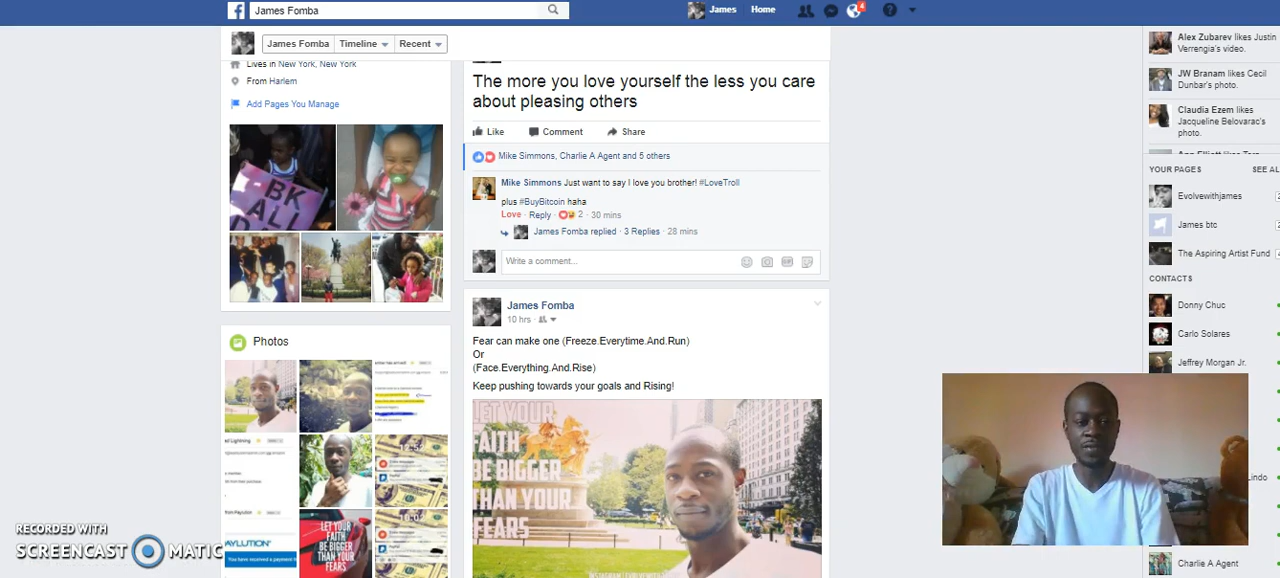 James Fomba
James Home
4
James Fomba Timeline Recent
Lives in New York, New York
From Harlem
Add Pages You Manage
BK
ALL
Photos
LET YOUR
FAITH
BE BIGGER
THAN YOUR
FEARS
The more you love yourself the less you care
about pleasing others
Like Comment Share
Mike Simmons, Charlie A Agent and 5 others
Mike Simmons Just want to say I love you brother! #LoveTroll
plus #BuyBitcoin haha
Love · Reply · 2 · 30 mins
James Fomba replied · 3 Replies · 28 mins
Write a comment...
James Fomba
10 hrs ·
Fear can make one (Freeze.Everytime.And.Run)
Or
(Face.Everything.And.Rise)
Keep pushing towards your goals and Rising!
LET YOUR
FAITH
BE BIGGER
THAN YOUR
FEARS
Alex Zubarev likes Justin
Verrengia's video.
JW Branam likes Cecil
Dunbar's photo.
Claudia Ezem likes
Jacqueline Belovarac's
photo.
YOUR PAGES SEE AL
Evolvewithjames
James btc
The Aspiring Artist Fund
CONTACTS
Donny Chuc
Carlo Solares
Jeffrey Morgan Jr.
Lindo
Charlie A Agent
RECORDED WITH
SCREENCAST MATIC